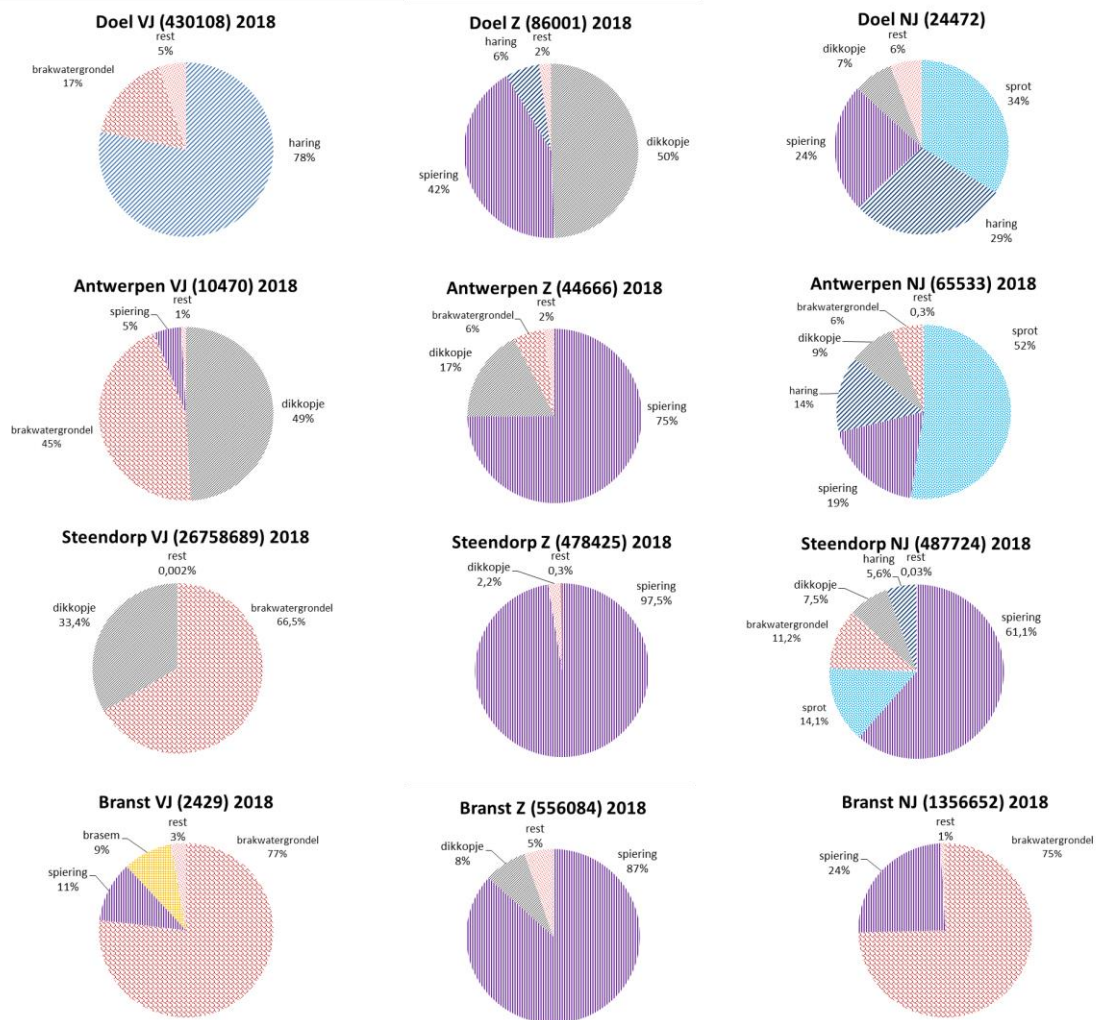 Doel VJ (430108) 2018
rest
5%
brakwatergrondel
17%
haring
78%
Doel Z (86001) 2018
haring
6%
rest
2%
dikkopje
50%
spiering
42%
Doel NJ (24472)
dikkopje
7%
rest
6%
sprot
34%
spiering
24%
haring
29%
Antwerpen VJ (10470) 2018
spiering
5%
rest
1%
dikkopje
49%
brakwatergrondel
45%
Antwerpen Z (44666) 2018
brakwatergrondel
6%
rest
2%
dikkopje
17%
spiering
75%
Antwerpen NJ (65533) 2018
brakwatergrondel
6%
rest
0,3%
sprot
52%
dikkopje
9%
haring
14%
spiering
19%
Steendorp VJ (26758689) 2018
rest
0,002%
dikkopje
33,4%
brakwatergrondel
66,5%
Steendorp Z (478425) 2018
dikkopje
2,2%
rest
0,3%
spiering
97,5%
Steendorp NJ (487724) 2018
haring
5,6%
rest
0,03%
dikkopje
7,5%
spiering
61,1%
brakwatergrondel
11,2%
sprot
14,1%
Branst VJ (2429) 2018
brasem
9%
rest
3%
brakwatergrondel
77%
spiering
11%
Branst Z (556084) 2018
dikkopje
8%
rest
5%
spiering
87%
Branst NJ (1356652) 2018
rest
1%
brakwatergrondel
75%
spiering
24%